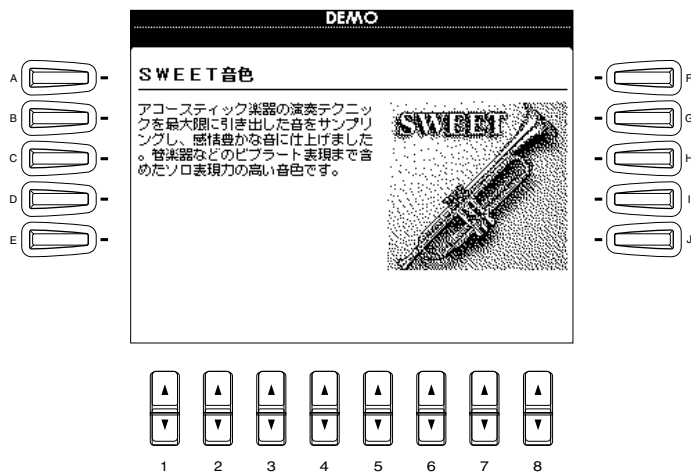 DEMO
SWEET音色
アコースティック楽器の演奏テクニッ
クを最大限に引き出した音をサンプリ
ングし、感情豊かな音に仕上げました
。管楽器などのビブラート表現まで含
めたソロ表現力の高い音色です。
SWEET
A
B
C
D
E
F
G
H
I
J
1 2 3 4 5 6 7 8